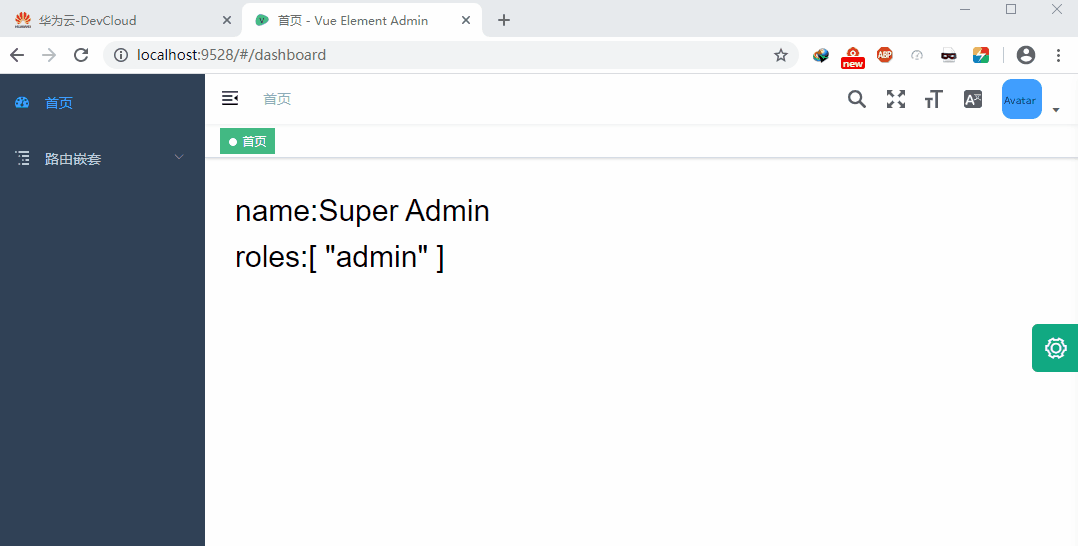 华为云-DevCloud
首页 - Vue Element Admin
localhost:9528/#/dashboard
new
ABP
首页
首页
Avatar
路由嵌套
首页
name:Super Admin
roles:[ "admin" ]